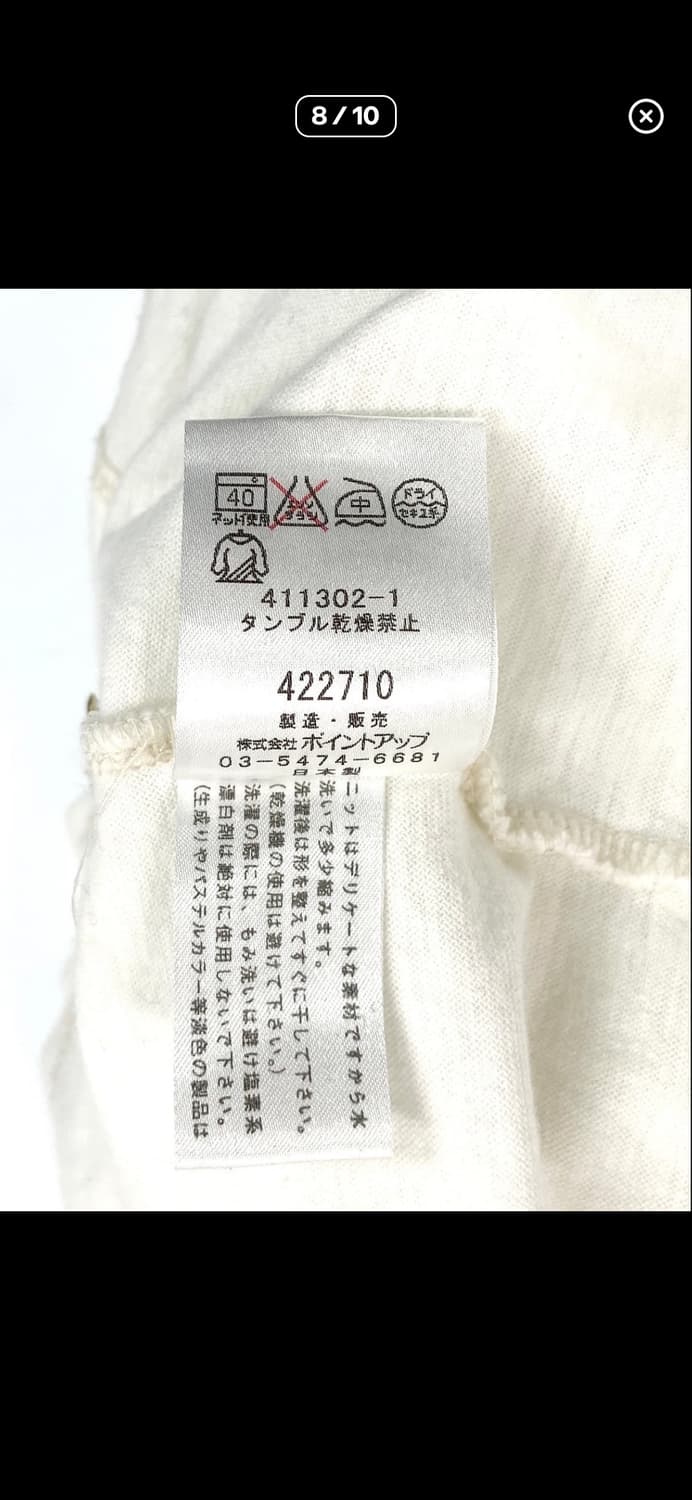 8 / 10
40
ネット使用
エンソ
サラシ
中
ドライ
セキユ系
411302-1
タンブル乾燥禁止
422710
製造・販売
株式会社 ポイントアップ
03-5474-6681
日本製
ニットはデリケートな素材ですから水
洗いで多少縮みます。
洗濯後は形を整えてすぐに干して下さい。
(乾燥機の使用は避けて下さい。)
洗濯の際には、もみ洗いは避け塩素系
漂白剤は絶対に使用しないで下さい。
(生成りやパステルカラー等淡色の製品は